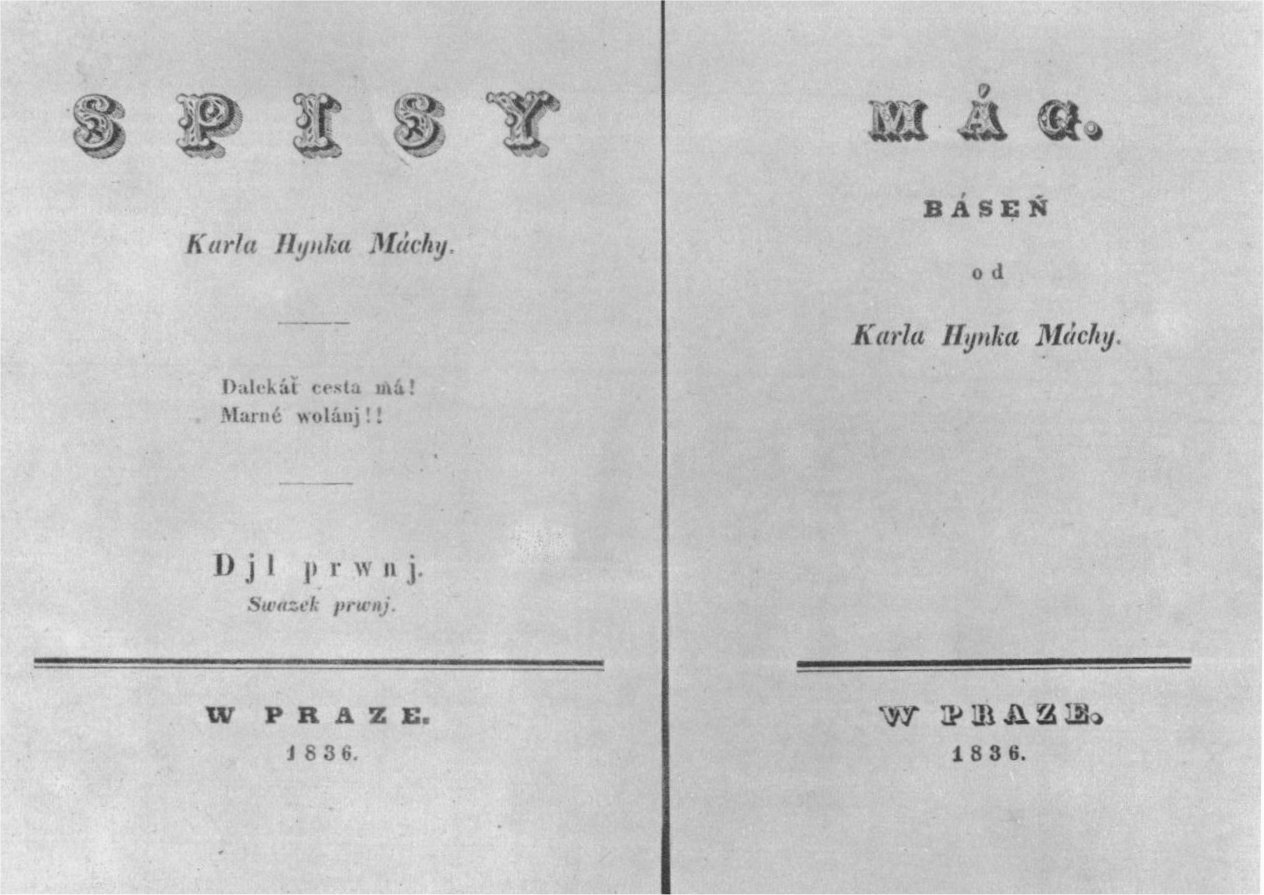 SPISY
Karla Hynka Máchy.
Dalekáť cesta má!
Marné wolánj!!
Djl prwnj.
Swazek prwnj.
W PRAZE.
1836.
MÁG.
BÁSEŇ
od
Karla Hynka Máchy.
W PRAZE.
1836.